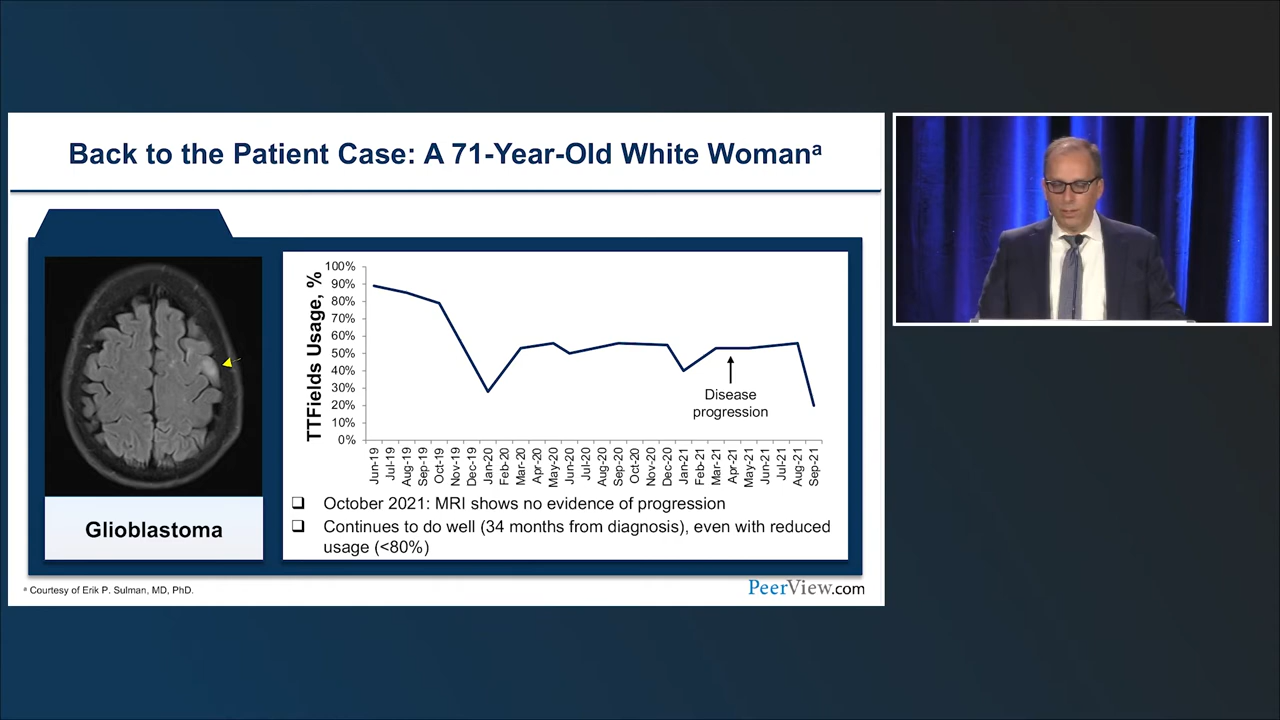 Back to the Patient Case: A 71-Year-Old White Womanᵃ
Glioblastoma
TTFields Usage, %
100%
90%
80%
70%
60%
50%
40%
30%
20%
10%
0%
Disease
progression
Jun-19
Jul-19
Aug-19
Sep-19
Oct-19
Nov-19
Dec-19
Jan-20
Feb-20
Mar-20
Apr-20
May-20
Jun-20
Jul-20
Aug-20
Sep-20
Oct-20
Nov-20
Dec-20
Jan-21
Feb-21
Mar-21
Apr-21
May-21
Jun-21
Jul-21
Aug-21
Sep-21
❑ October 2021: MRI shows no evidence of progression
❑ Continues to do well (34 months from diagnosis), even with reduced
usage (<80%)
ᵃ Courtesy of Erik P. Sulman, MD, PhD.
PeerView.com